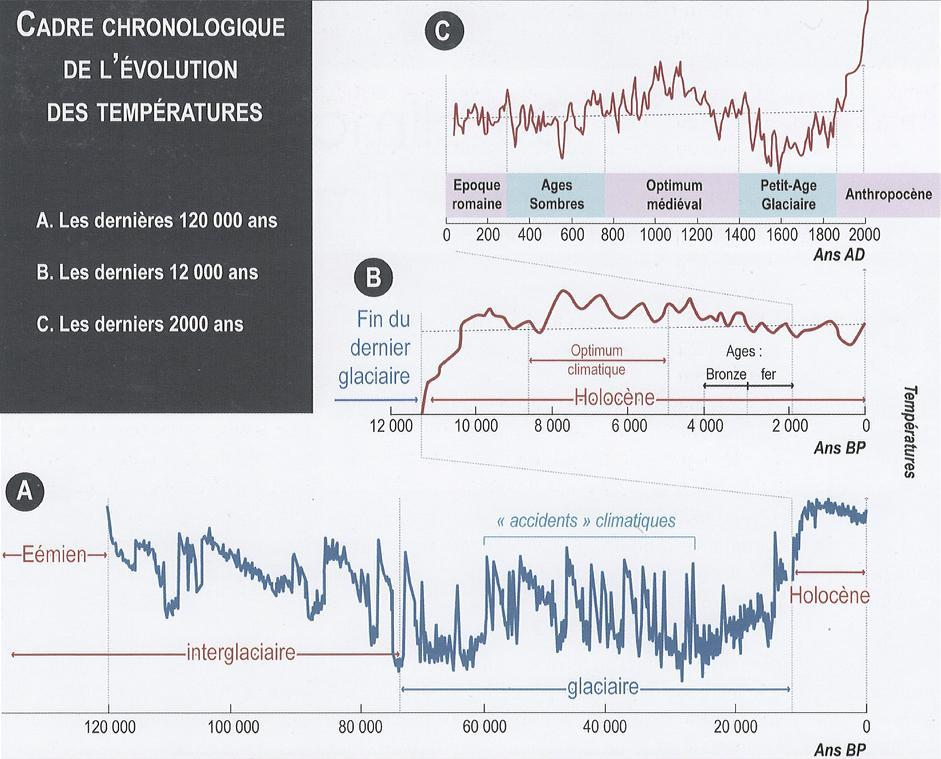 CADRE CHRONOLOGIQUE
DE L'ÉVOLUTION
DES TEMPÉRATURES
A. Les dernières 120 000 ans
B. Les derniers 12 000 ans
C. Les derniers 2000 ans
C
Epoque romaine
Ages Sombres
Optimum médiéval
Petit-Age Glaciaire
Anthropocène
0 200 400 600 800 1000 1200 1400 1600 1800 2000
Ans AD
B
Fin du
dernier
glaciaire
Optimum
climatique
Ages :
Bronze fer
Holocène
12 000 10 000 8 000 6 000 4 000 2 000 0
Ans BP
Températures
A
« accidents » climatiques
Eémien
Holocène
interglaciaire
glaciaire
120 000 100 000 80 000 60 000 40 000 20 000 0
Ans BP